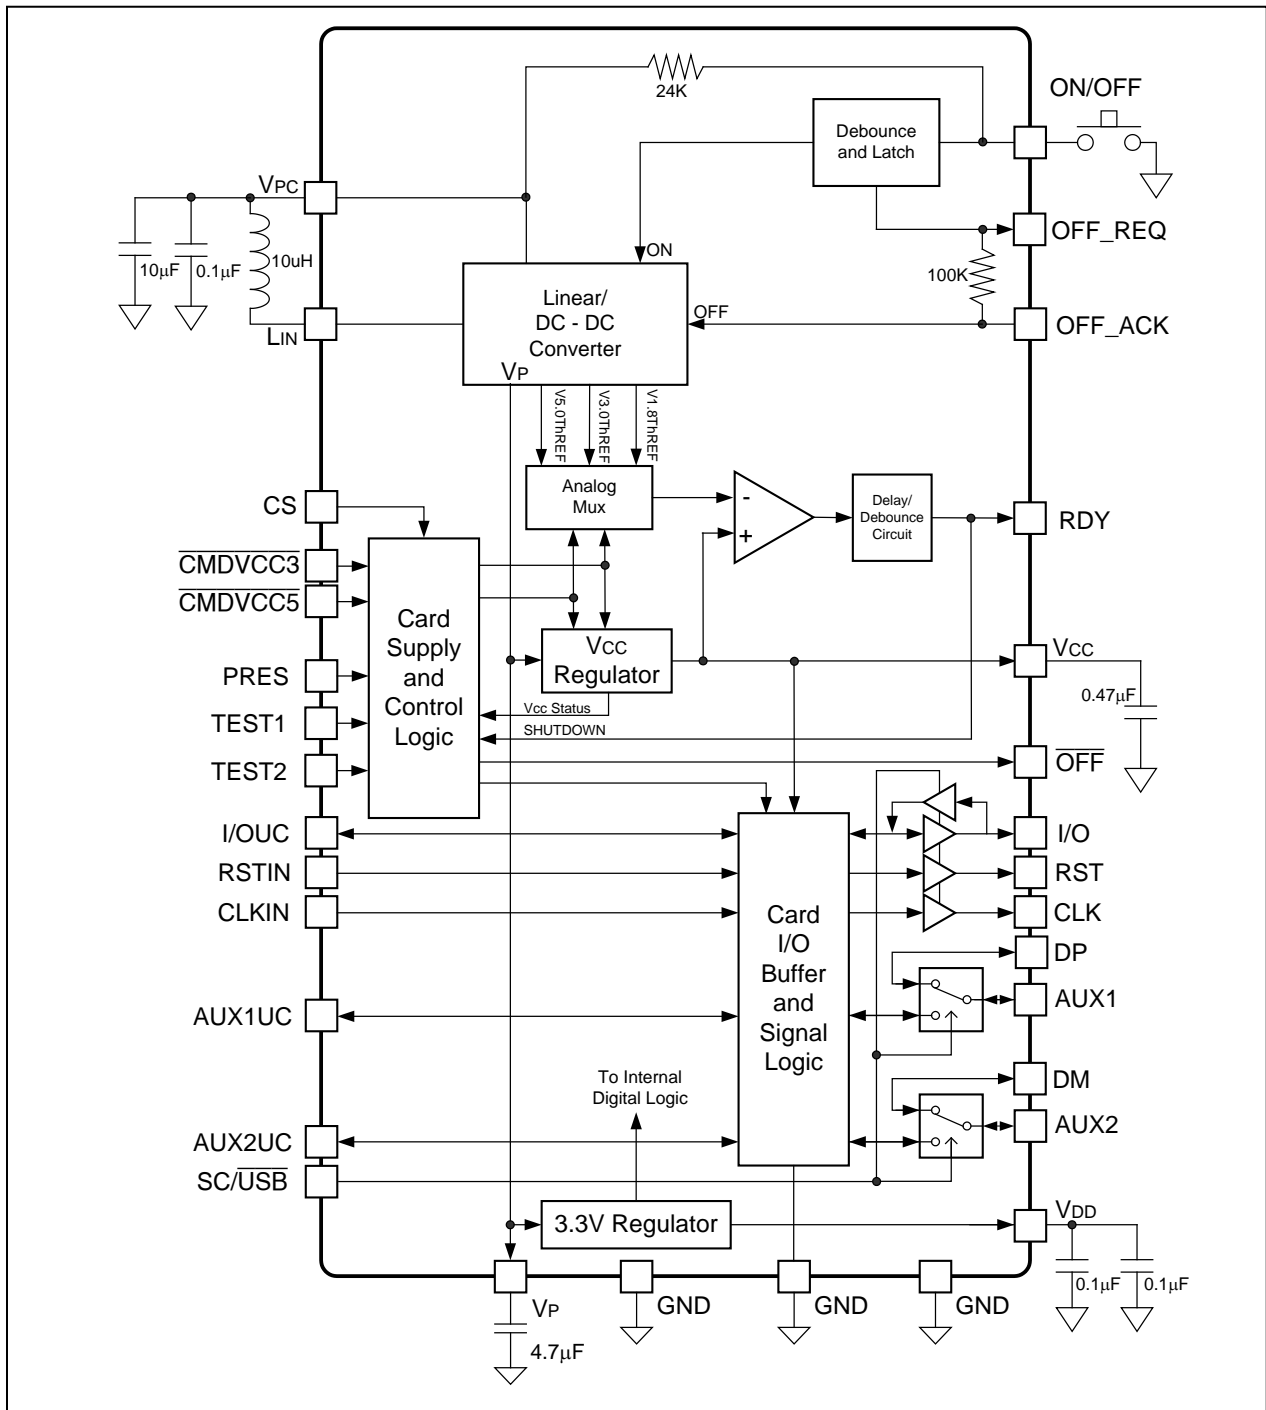 24K
ON/OFF
Debounce
and Latch
VPC
OFF_REQ
10µF
0.1µF
10uH
ON
100K
Linear/
DC - DC
Converter
VP
OFF
OFF_ACK
LIN
V5.0ThREF
V3.0ThREF
V1.8ThREF
Analog
Mux
-
+
Delay/
Debounce
Circuit
RDY
CS
CMDVCC3
CMDVCC5
PRES
TEST1
TEST2
Card
Supply
and
Control
Logic
VCC
Regulator
Vcc Status
SHUTDOWN
VCC
0.47µF
OFF
I/OUC
RSTIN
CLKIN
AUX1UC
AUX2UC
SC/USB
Card
I/O
Buffer
and
Signal
Logic
I/O
RST
CLK
DP
AUX1
DM
AUX2
To Internal
Digital Logic
3.3V Regulator
VDD
0.1µF
0.1µF
VP
4.7µF
GND
GND
GND